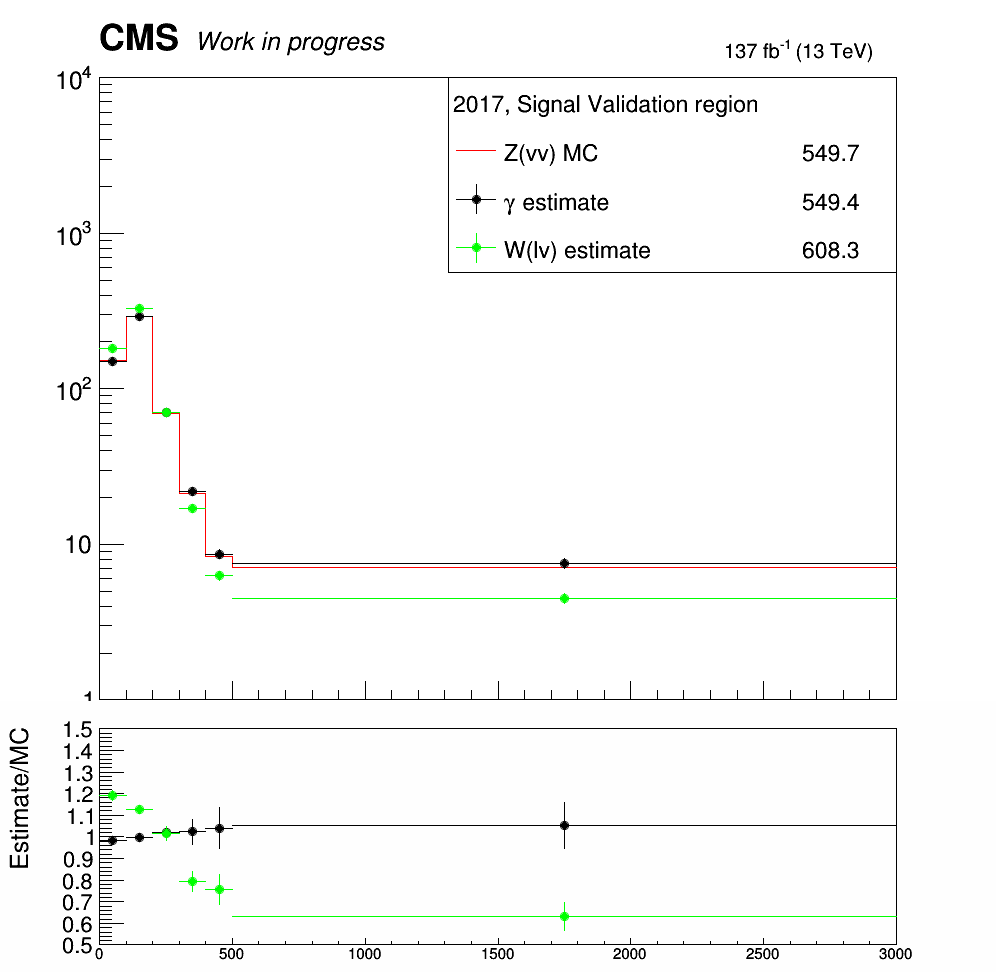 CMS Work in progress
137 fb⁻¹ (13 TeV)
10⁴
2017, Signal Validation region
Z(νν) MC 549.7
γ estimate 549.4
W(lν) estimate 608.3
10³
10²
10
1
Estimate/MC
1.5
1.4
1.3
1.2
1.1
1
0.9
0.8
0.7
0.6
0.5
0 500 1000 1500 2000 2500 3000